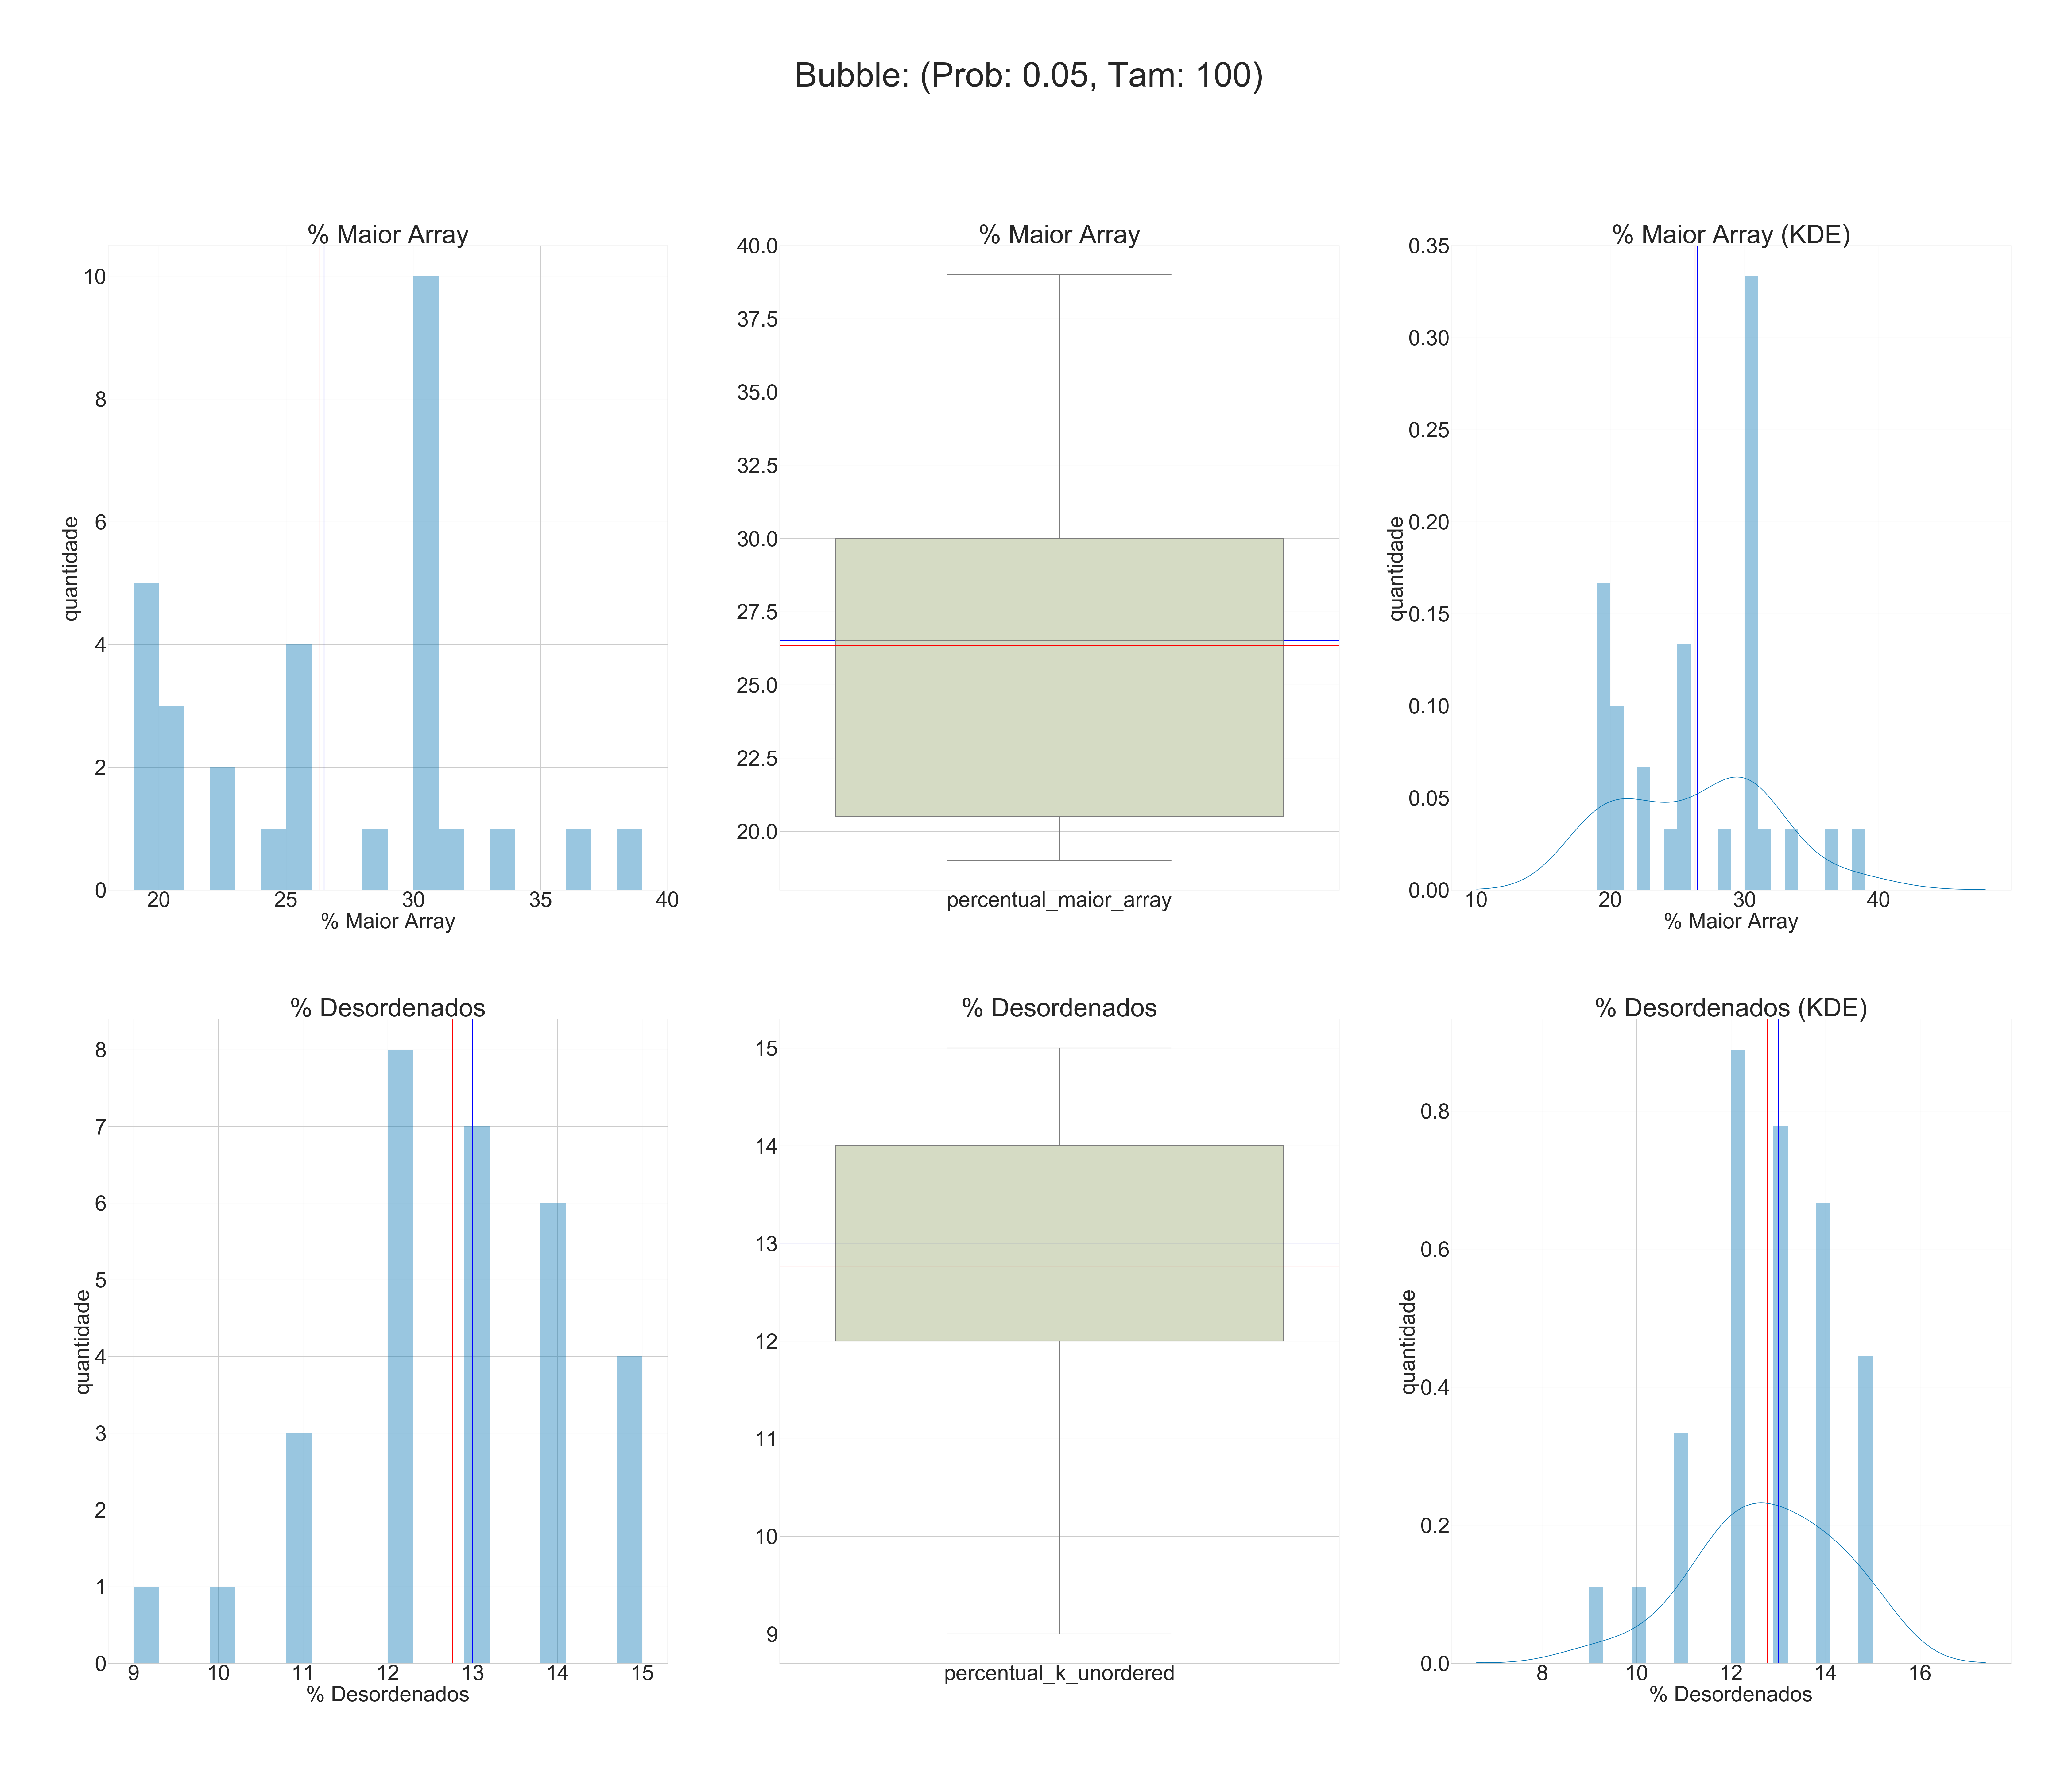 Bubble: (Prob: 0.05, Tam: 100)
% Maior Array
10
8
6
4
2
0
quantidade
20 25 30 35 40
% Maior Array
% Maior Array
40.0
37.5
35.0
32.5
30.0
27.5
25.0
22.5
20.0
percentual_maior_array
% Maior Array (KDE)
0.35
0.30
0.25
0.20
0.15
0.10
0.05
0.00
quantidade
10 20 30 40
% Maior Array
% Desordenados
8
7
6
5
4
3
2
1
0
quantidade
9 10 11 12 13 14 15
% Desordenados
% Desordenados
15
14
13
12
11
10
9
percentual_k_unordered
% Desordenados (KDE)
0.8
0.6
0.4
0.2
0.0
quantidade
8 10 12 14 16
% Desordenados